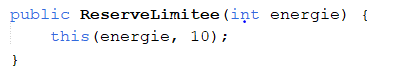 public ReserveLimitee(int energie) {
    this(energie, 10);
}